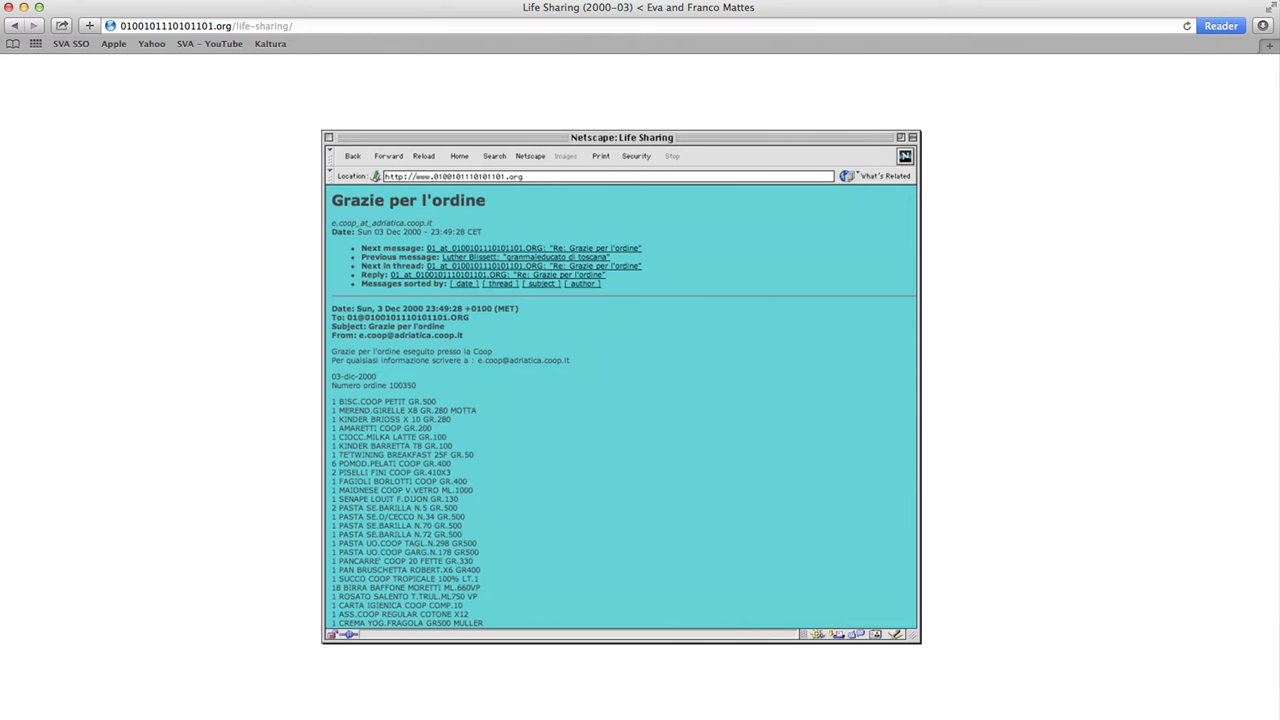 Life Sharing (2000-03) < Eva and Franco Mattes
0100101110101101.org/life-sharing/
Reader
SVA SSO Apple Yahoo SVA - YouTube Kaltura
Netscape: Life Sharing
Back Forward Reload Home Search Netscape Images Print Security Stop
N
Location: http://www.0100101110101101.org What's Related
Grazie per l'ordine
e.coop_at_adriatica.coop.it
Date: Sun 03 Dec 2000 - 23:49:28 CET
• Next message: 01_at_0100101110101101.ORG: "Re: Grazie per l'ordine"
• Previous message: Luther Blissett: "granmaleducato di toscana"
• Next in thread: 01_at_0100101110101101.ORG: "Re: Grazie per l'ordine"
• Reply: 01_at_0100101110101101.ORG: "Re: Grazie per l'ordine"
• Messages sorted by: [ date ] [ thread ] [ subject ] [ author ]
Date: Sun, 3 Dec 2000 23:49:28 +0100 (MET)
To: 01@0100101110101101.ORG
Subject: Grazie per l'ordine
From: e.coop@adriatica.coop.it
Grazie per l'ordine eseguito presso la Coop
Per qualsiasi informazione scrivere a : e.coop@adriatica.coop.it
03-dic-2000
Numero ordine 100350
1 BISC.COOP PETIT GR.500
1 MEREND.GIRELLE X8 GR.280 MOTTA
1 KINDER BRIOSS X 10 GR.280
1 AMARETTI COOP GR.200
1 CIOCC.MILKA LATTE GR.100
1 KINDER BARRETTA T8 GR.100
1 TE'TWINING BREAKFAST 25F GR.50
6 POMOD.PELATI COOP GR.400
2 PISELLI FINI COOP GR.410X3
1 FAGIOLI BORLOTTI COOP GR.400
1 MAIONESE COOP V.VETRO ML.1000
1 SENAPE LOUIT F.DIJON GR.130
2 PASTA SE.BARILLA N.5 GR.500
1 PASTA SE.D/CECCO N.34 GR.500
1 PASTA SE.BARILLA N.70 GR.500
1 PASTA SE.BARILLA N.72 GR.500
1 PASTA UO.COOP TAGL.N.298 GR500
1 PASTA UO.COOP GARG.N.178 GR500
1 PANCARRE' COOP 20 FETTE GR.330
1 PAN BRUSCHETTA ROBERT.X6 GR400
1 SUCCO COOP TROPICALE 100% LT.1
18 BIRRA BAFFONE MORETTI ML.660VP
1 ROSATO SALENTO T.TRUL.ML750 VP
1 CARTA IGIENICA COOP COMP.10
1 ASS.COOP REGULAR COTONE X12
1 CREMA YOG.FRAGOLA GR500 MULLER